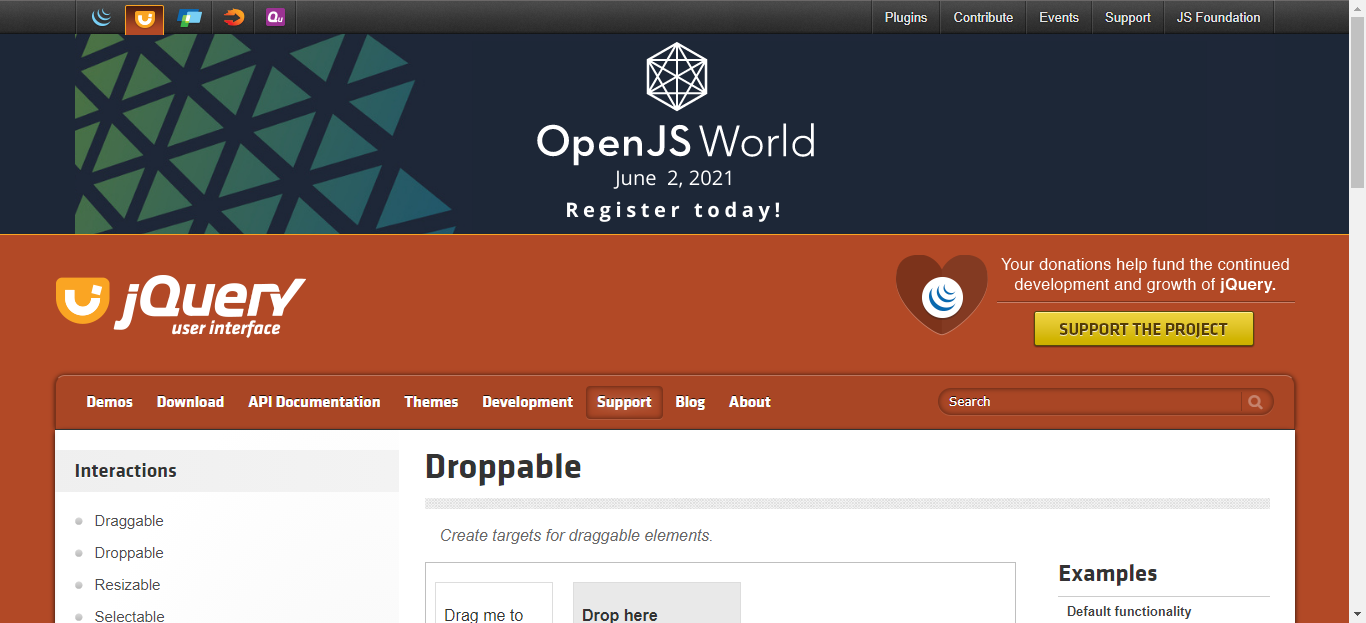 Qu
Plugins
Contribute
Events
Support
JS Foundation
OpenJS World
June 2, 2021
Register today!
jQuery
user interface
Your donations help fund the continued
development and growth of jQuery.
SUPPORT THE PROJECT
Demos
Download
API Documentation
Themes
Development
Support
Blog
About
Search
Interactions
Draggable
Droppable
Resizable
Selectable
Droppable
Create targets for draggable elements.
Drag me to
Drop here
Examples
Default functionality